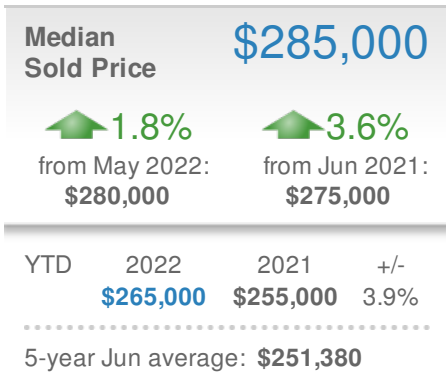 Median
Sold Price
$285,000
1.8%
from May 2022:
$280,000
3.6%
from Jun 2021:
$275,000
YTD 2022 2021 +/-
$265,000 $255,000 3.9%
5-year Jun average: $251,380